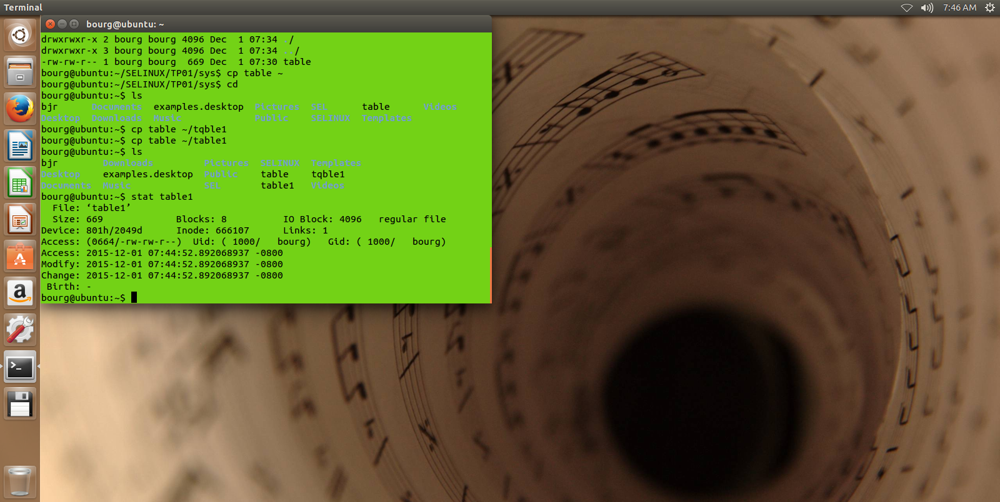 Terminal
7:46 AM
bourg@ubuntu: ~
drwxrwxr-x 2 bourg bourg 4096 Dec  1 07:34 ./
drwxrwxr-x 3 bourg bourg 4096 Dec  1 07:34 ../
-rw-rw-r-- 1 bourg bourg  669 Dec  1 07:30 table
bourg@ubuntu:~/SELINUX/TP01/sys$ cp table ~
bourg@ubuntu:~/SELINUX/TP01/sys$ cd
bourg@ubuntu:~$ ls
bjr      Documents  examples.desktop  Pictures  SEL      table      Videos
Desktop  Downloads  Music             Public    SELINUX  Templates
bourg@ubuntu:~$ cp table ~/tqble1
bourg@ubuntu:~$ cp table ~/table1
bourg@ubuntu:~$ ls
bjr        Downloads         Pictures  SELINUX  Templates
Desktop    examples.desktop  Public    table    tqble1
Documents  Music             SEL       table1   Videos
bourg@ubuntu:~$ stat table1
  File: ‘table1’
  Size: 669             Blocks: 8          IO Block: 4096   regular file
Device: 801h/2049d      Inode: 666107      Links: 1
Access: (0664/-rw-rw-r--)  Uid: ( 1000/   bourg)   Gid: ( 1000/   bourg)
Access: 2015-12-01 07:44:52.892068937 -0800
Modify: 2015-12-01 07:44:52.892068937 -0800
Change: 2015-12-01 07:44:52.892068937 -0800
 Birth: -
bourg@ubuntu:~$